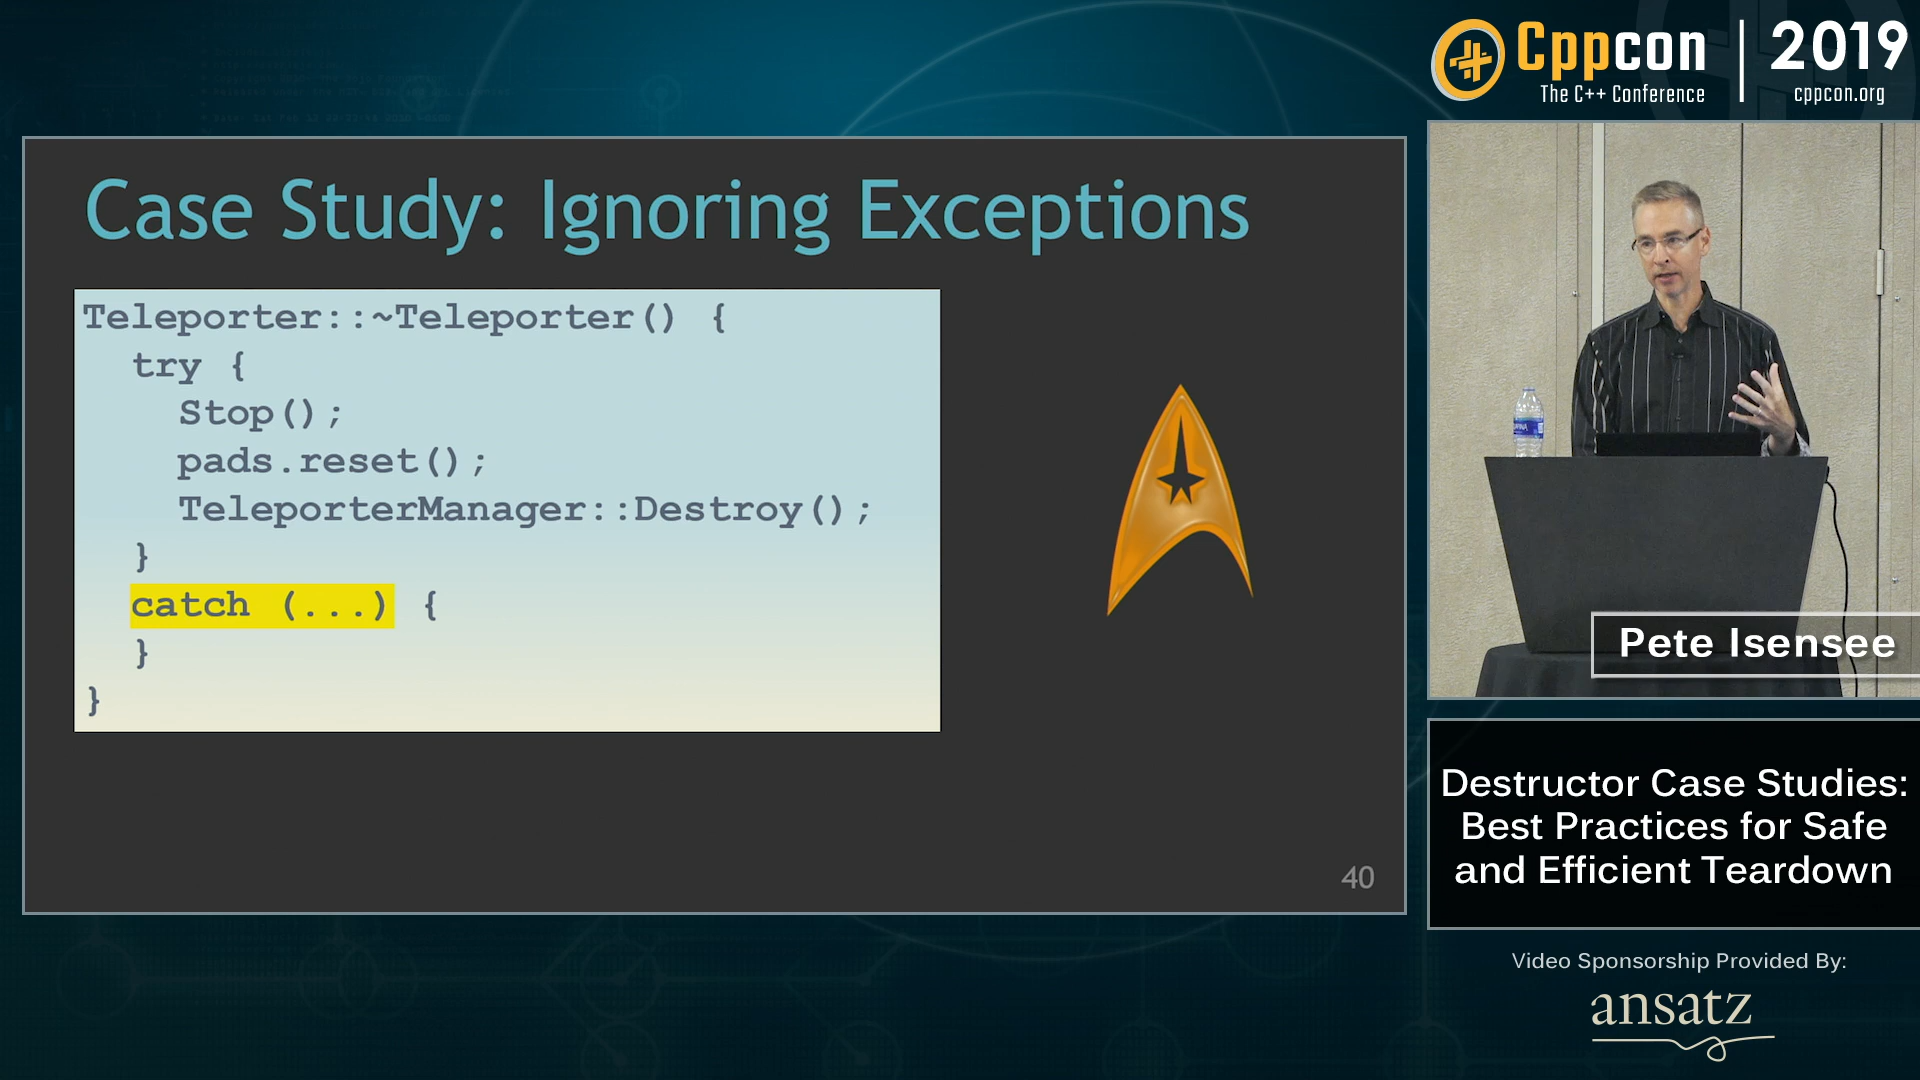 Cppcon
The C++ Conference
2019
cppcon.org
Case Study: Ignoring Exceptions
Teleporter::~Teleporter() {
try {
Stop();
pads.reset();
TeleporterManager::Destroy();
}
catch (...) {
}
}
40
Pete Isensee
Destructor Case Studies:
Best Practices for Safe
and Efficient Teardown
Video Sponsorship Provided By:
ansatz